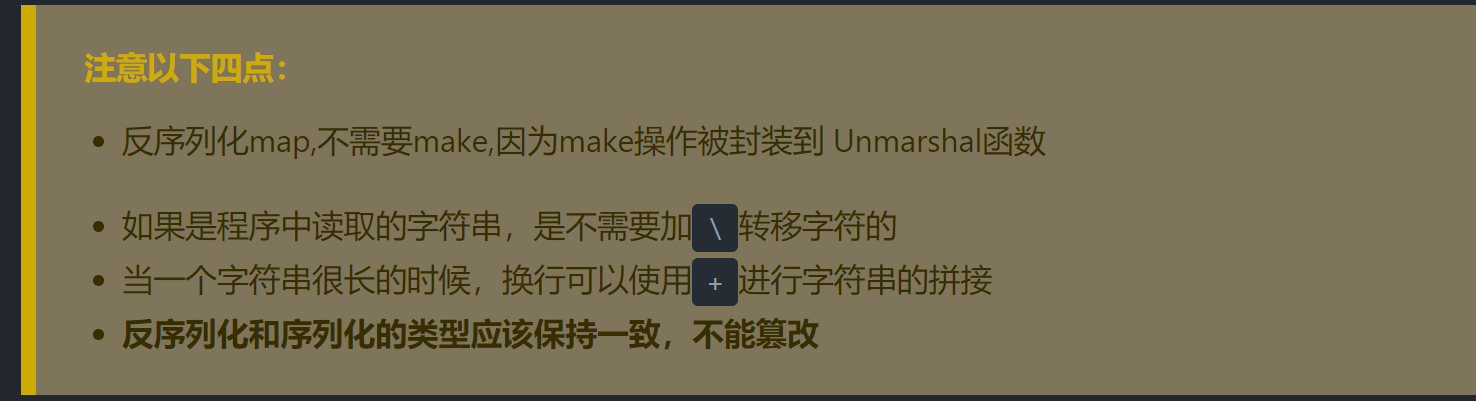 注意以下四点：
反序列化map,不需要make,因为make操作被封装到 Unmarshal函数
如果是程序中读取的字符串，是不需要加 \ 转移字符的
当一个字符串很长的时候，换行可以使用 + 进行字符串的拼接
反序列化和序列化的类型应该保持一致，不能篡改